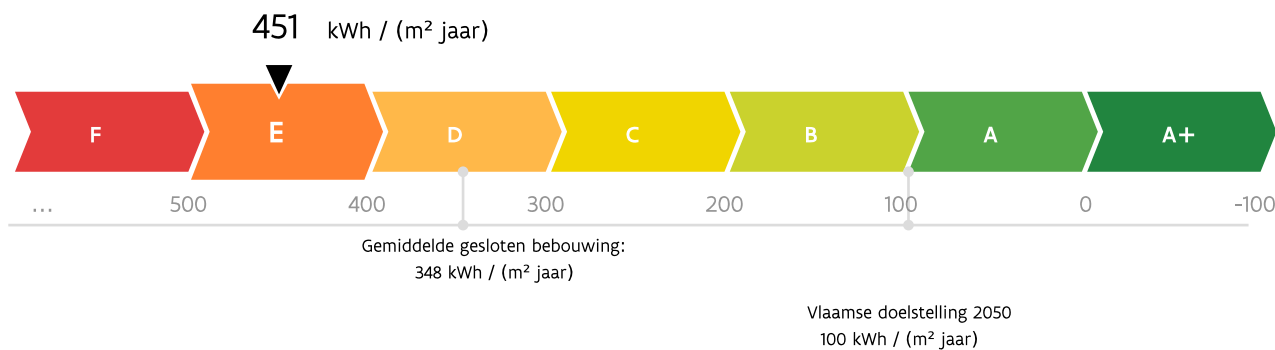 451 kWh / (m² jaar)
F E D C B A A+
... 500 400 300 200 100 0 -100
Gemiddelde gesloten bebouwing:
348 kWh / (m² jaar)
Vlaamse doelstelling 2050
100 kWh / (m² jaar)